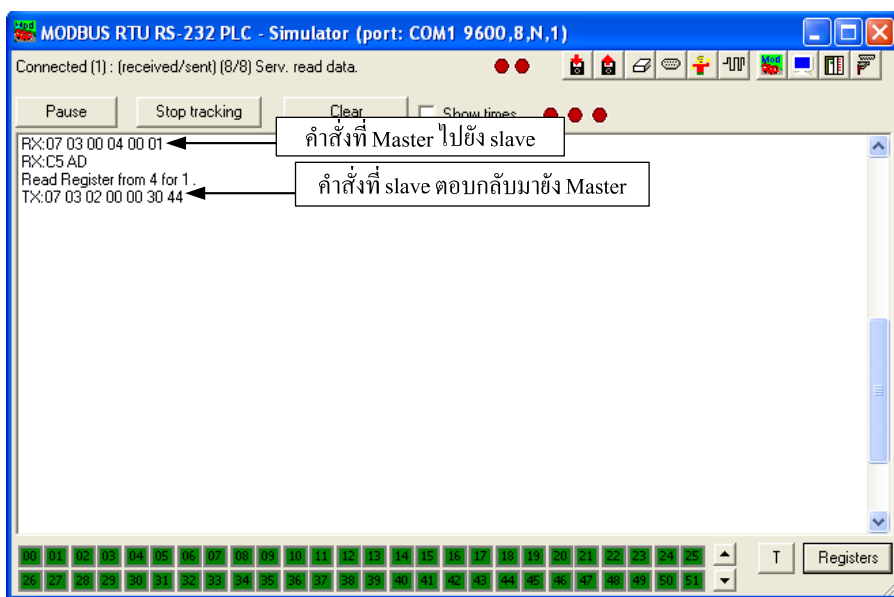 MODBUS RTU RS-232 PLC - Simulator (port: COM1 9600,8,N,1)
Connected (1) : (received/sent) (8/8) Serv. read data.
Pause
Stop tracking
Clear
Show times
RX:07 03 00 04 00 01
คำสั่งที่ Master ไปยัง slave
RX:C5 AD
Read Register from 4 for 1 .
TX:07 03 02 00 00 30 44
คำสั่งที่ slave ตอบกลับมายัง Master
00 01 02 03 04 05 06 07 08 09 10 11 12 13 14 15 16 17 18 19 20 21 22 23 24 25
T
Registers
26 27 28 29 30 31 32 33 34 35 36 37 38 39 40 41 42 43 44 45 46 47 48 49 50 51